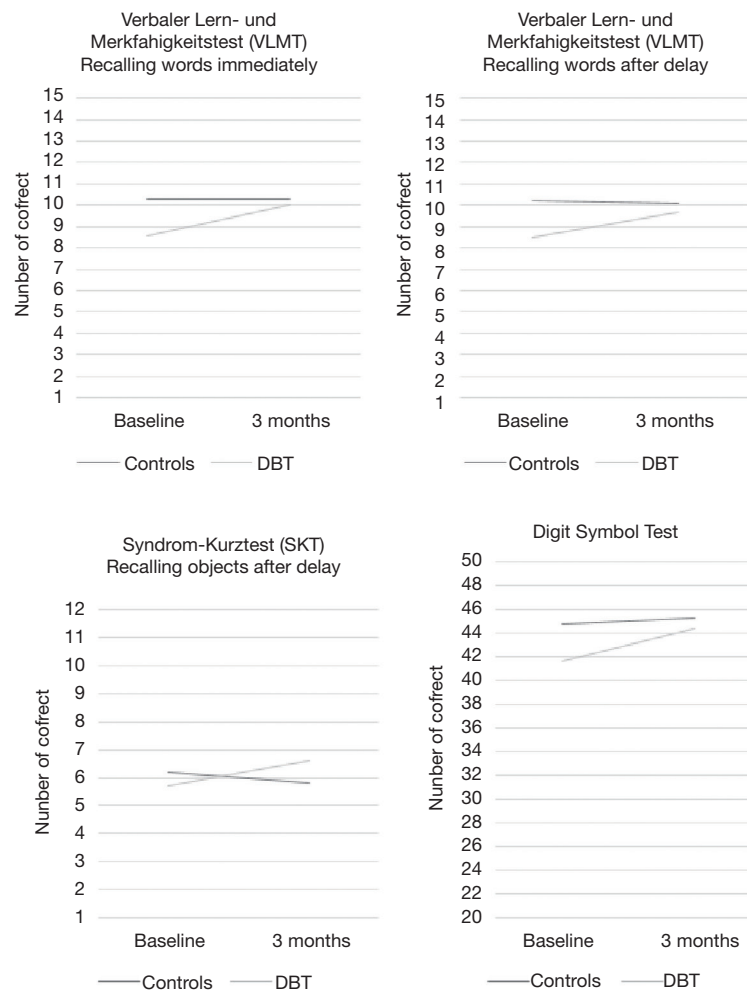 Verbaler Lern- und
Merkfahigkeitstest (VLMT)
Recalling words immediately
15
14
13
12
11
10
9
8
7
6
5
4
3
2
1
Nunber of cofrect
Baseline 3 months
Controls DBT
Verbaler Lern- und
Merkfahigkeitstest (VLMT)
Recalling words after delay
15
14
13
12
11
10
9
8
7
6
5
4
3
2
1
Nunber of cofrect
Baseline 3 months
Controls DBT
Syndrom-Kurztest (SKT)
Recalling objects after delay
12
11
10
9
8
7
6
5
4
3
2
1
Nunber of cofrect
Baseline 3 months
Controls DBT
Digit Symbol Test
50
48
46
44
42
40
38
36
34
32
30
28
26
24
22
20
Nunber of cofrect
Baseline 3 months
Controls DBT